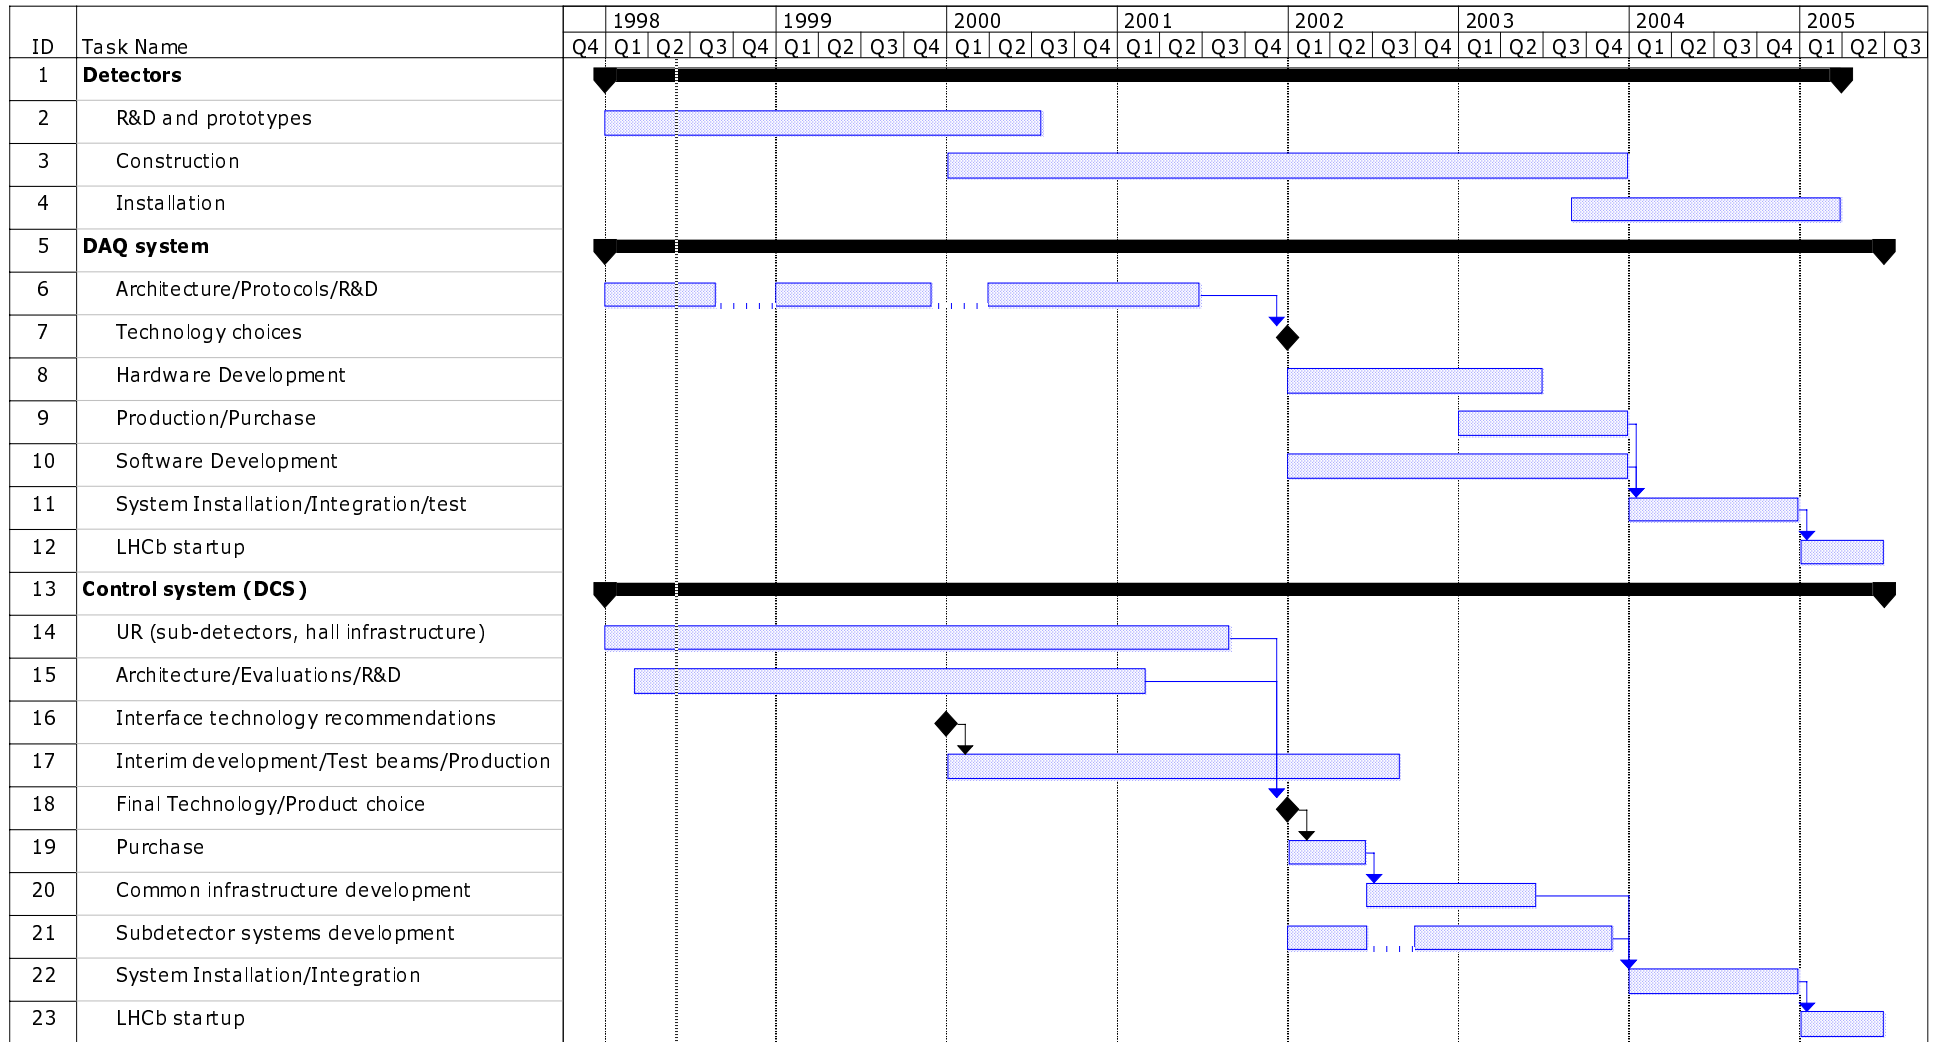 1998 1999 2000 2001 2002 2003 2004 2005
ID Task Name Q4 Q1 Q2 Q3 Q4 Q1 Q2 Q3 Q4 Q1 Q2 Q3 Q4 Q1 Q2 Q3 Q4 Q1 Q2 Q3 Q4 Q1 Q2 Q3 Q4 Q1 Q2 Q3 Q4 Q1 Q2 Q3
1 Detectors
2 R&D and prototypes
3 Construction
4 Installation
5 DAQ system
6 Architecture/Protocols/R&D
7 Technology choices
8 Hardware Development
9 Production/Purchase
10 Software Development
11 System Installation/Integration/test
12 LHCb startup
13 Control system (DCS)
14 UR (sub-detectors, hall infrastructure)
15 Architecture/Evaluations/R&D
16 Interface technology recommendations
17 Interim development/Test beams/Production
18 Final Technology/Product choice
19 Purchase
20 Common infrastructure development
21 Subdetector systems development
22 System Installation/Integration
23 LHCb startup